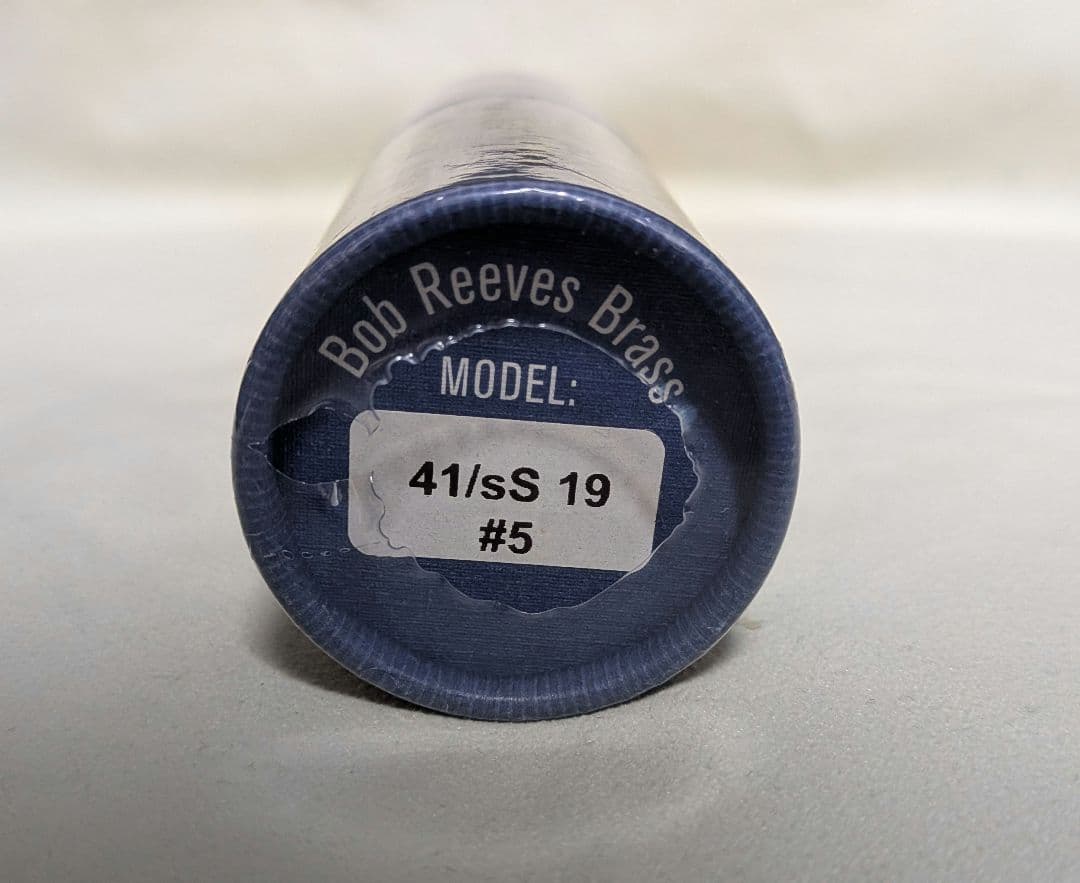 Bob Reeves Brass
MODEL:
41/sS 19
#5